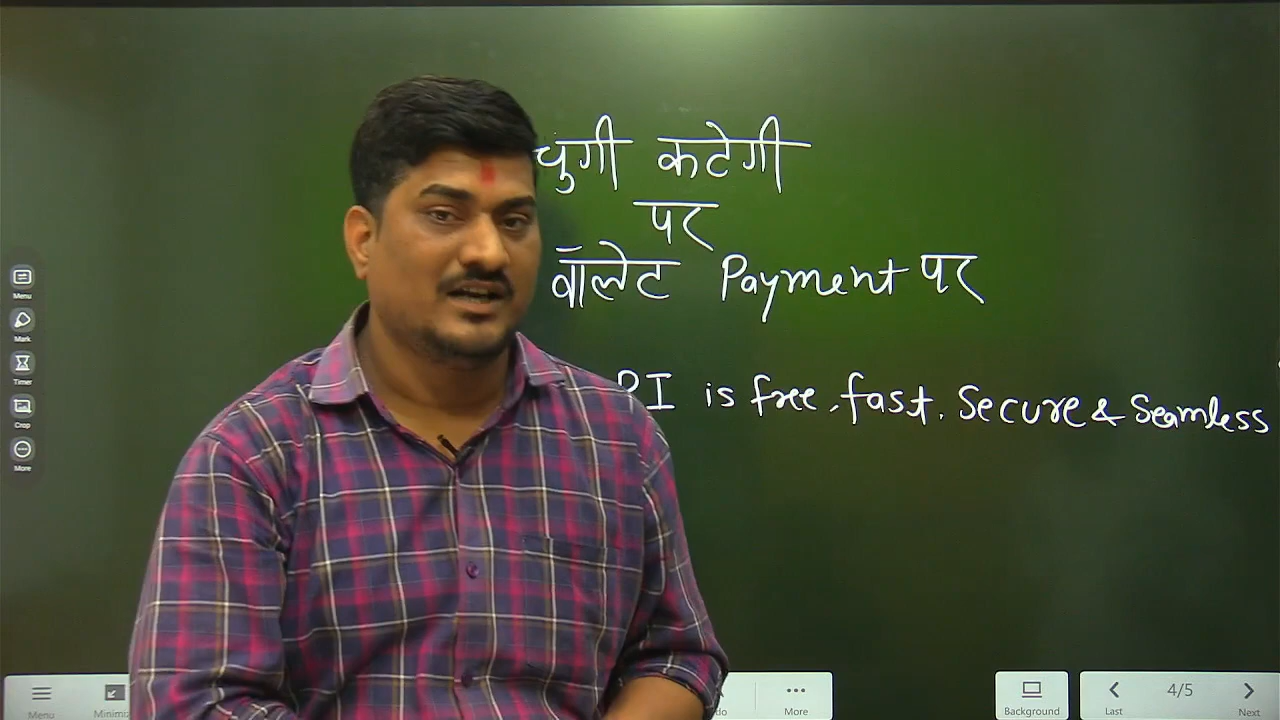 चुगी कटेगी
पर
वॉलेट Payment पर
PI is free, fast, Secure & Seamless
Menu
Mark
Timer
Crop
More
Menu
More
Background
Last
4/5
Next